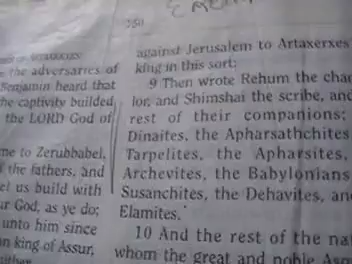 350
the adversaries of
Benjamin heard that
the captivity builded
the LORD God of
me to Zerubbabel,
the fathers, and
el us build with
ur God, as ye do;
unto him since
n king of Assur,
against Jerusalem to Artaxerxes
king in this sort:
9 Then wrote Rehum the chan
lor, and Shimshai the scribe, and
rest of their companions;
Dinaites, the Apharsathchites
Tarpelites, the Apharsites,
Archevites, the Babylonians
Susanchites, the Dehavites, and
Elamites.
10 And the rest of the na
whom the great and noble Asn